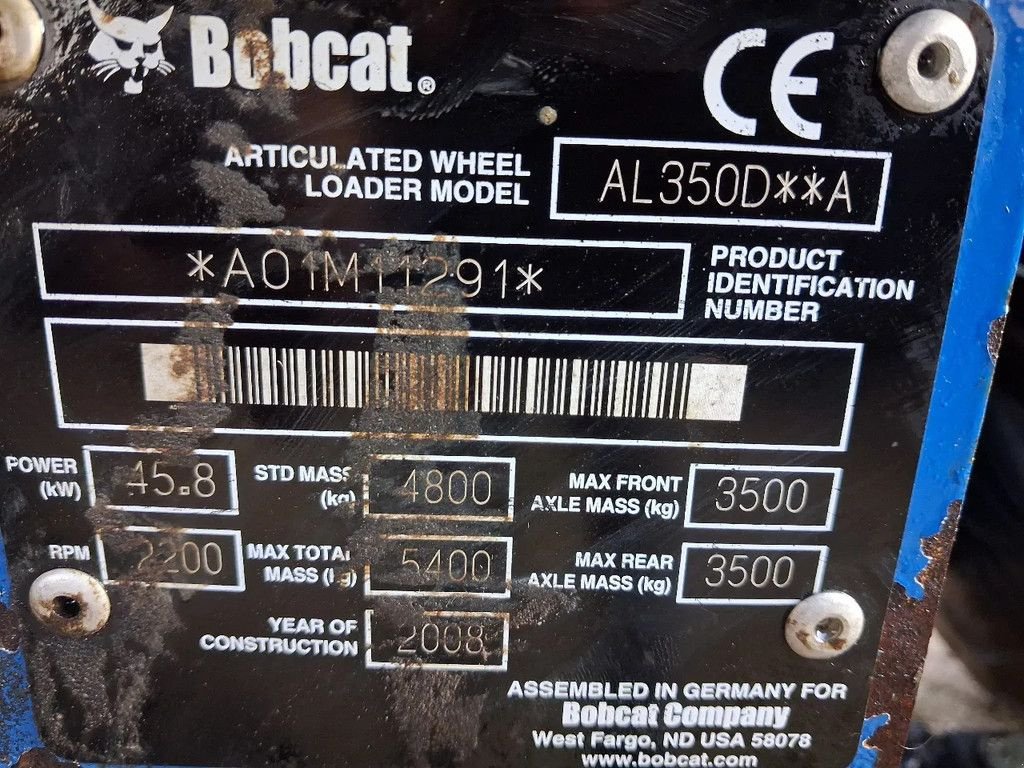 Bobcat®
CE
ARTICULATED WHEEL
LOADER MODEL
AL350D**A
*A01M11291*
PRODUCT
IDENTIFICATION
NUMBER
POWER
(kW)
45.8
STD MASS
(kg)
4800
MAX FRONT
AXLE MASS (kg)
3500
RPM
2200
MAX TOTAL
MASS (kg)
5400
MAX REAR
AXLE MASS (kg)
3500
YEAR OF
CONSTRUCTION
2008
ASSEMBLED IN GERMANY FOR
Bobcat Company
West Fargo, ND USA 58078
www.bobcat.com